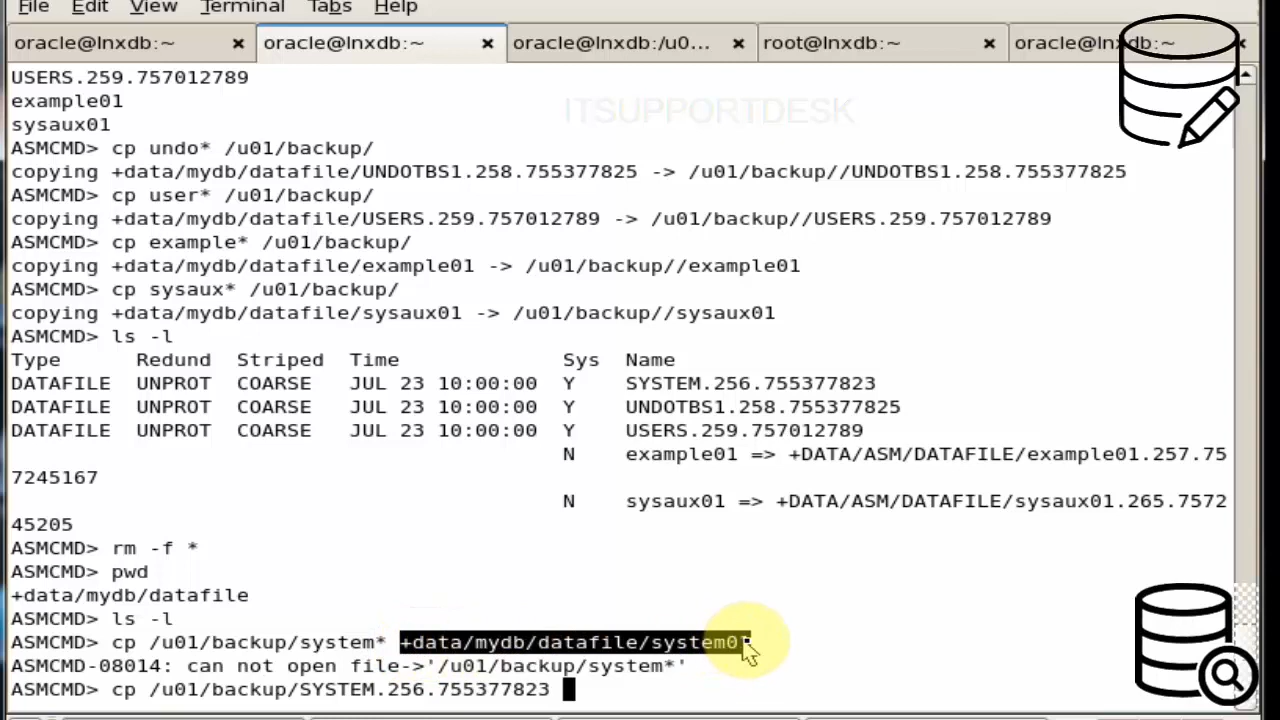 File Edit View Terminal Tabs Help
oracle@lnxdb:~ oracle@lnxdb:~ oracle@lnxdb:/u0... root@lnxdb:~ oracle@lnxdb:~
ITSUPPORTDESK
USERS.259.757012789
example01
sysaux01
ASMCMD> cp undo* /u01/backup/
copying +data/mydb/datafile/UNDOTBS1.258.755377825 -> /u01/backup//UNDOTBS1.258.755377825
ASMCMD> cp user* /u01/backup/
copying +data/mydb/datafile/USERS.259.757012789 -> /u01/backup//USERS.259.757012789
ASMCMD> cp example* /u01/backup/
copying +data/mydb/datafile/example01 -> /u01/backup//example01
ASMCMD> cp sysaux* /u01/backup/
copying +data/mydb/datafile/sysaux01 -> /u01/backup//sysaux01
ASMCMD> ls -l
Type Redund Striped Time Sys Name
DATAFILE UNPROT COARSE JUL 23 10:00:00 Y SYSTEM.256.755377823
DATAFILE UNPROT COARSE JUL 23 10:00:00 Y UNDOTBS1.258.755377825
DATAFILE UNPROT COARSE JUL 23 10:00:00 Y USERS.259.757012789
N example01 => +DATA/ASM/DATAFILE/example01.257.75
7245167
N sysaux01 => +DATA/ASM/DATAFILE/sysaux01.265.7572
45205
ASMCMD> rm -f *
ASMCMD> pwd
+data/mydb/datafile
ASMCMD> ls -l
ASMCMD> cp /u01/backup/system* +data/mydb/datafile/system01
ASMCMD-08014: can not open file->'/u01/backup/system*'
ASMCMD> cp /u01/backup/SYSTEM.256.755377823